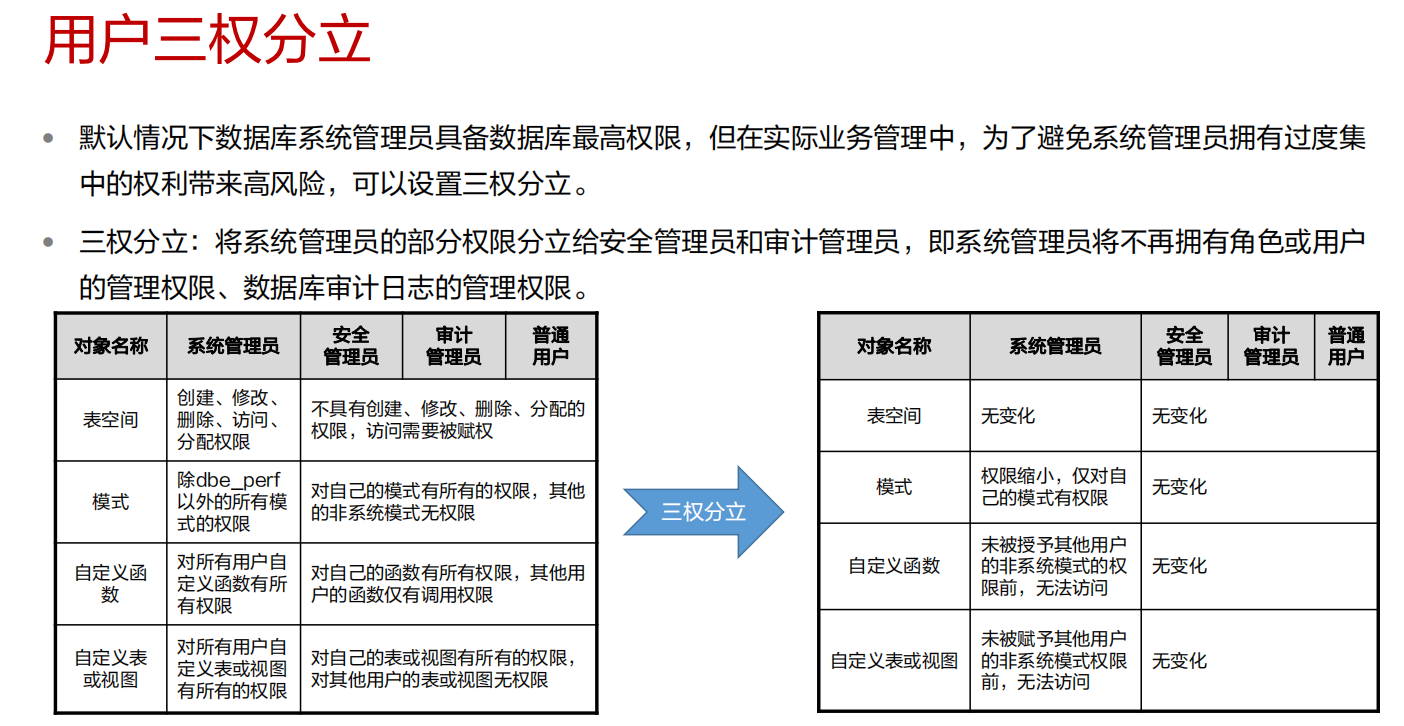 用户三权分立
默认情况下数据库系统管理员具备数据库最高权限，但在实际业务管理中，为了避免系统管理员拥有过度集
中的权利带来高风险，可以设置三权分立。
三权分立：将系统管理员的部分权限分立给安全管理员和审计管理员，即系统管理员将不再拥有角色或用户
的管理权限、数据库审计日志的管理权限。
对象名称
系统管理员
安全
管理员
审计
管理员
普通
用户
表空间
创建、修改、
删除、访问、
分配权限
不具有创建、修改、删除、分配的
权限，访问需要被赋权
模式
除dbe_perf
以外的所有模
式的权限
对自己的模式有所有的权限，其他
的非系统模式无权限
自定义函
数
对所有用户自
定义函数有所
有权限
对自己的函数有所有权限，其他用
户的函数仅有调用权限
自定义表
或视图
对所有用户自
定义表或视图
有所有的权限
对自己的表或视图有所有的权限，
对其他用户的表或视图无权限
三权分立
对象名称
系统管理员
安全
管理员
审计
管理员
普通
用户
表空间
无变化
无变化
模式
权限缩小，仅对自
己的模式有权限
无变化
自定义函数
未被授予其他用户
的非系统模式的权
限前，无法访问
无变化
自定义表或视图
未被赋予其他用户
的非系统模式权限
前，无法访问
无变化